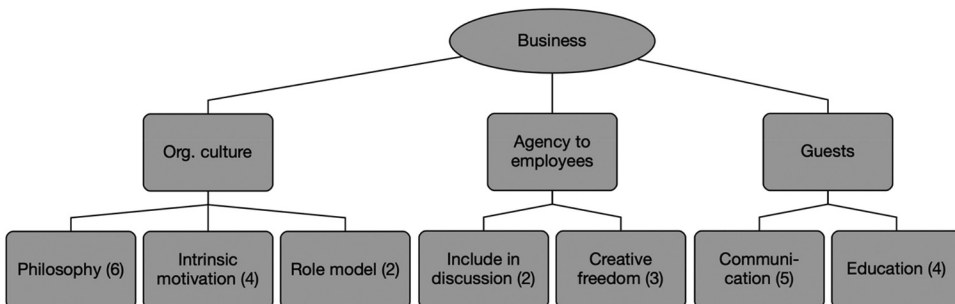 Business
Org. culture
Agency to
employees
Guests
Philosophy (6)
Intrinsic
motivation (4)
Role model (2)
Include in
discussion (2)
Creative
freedom (3)
Communi-
cation (5)
Education (4)